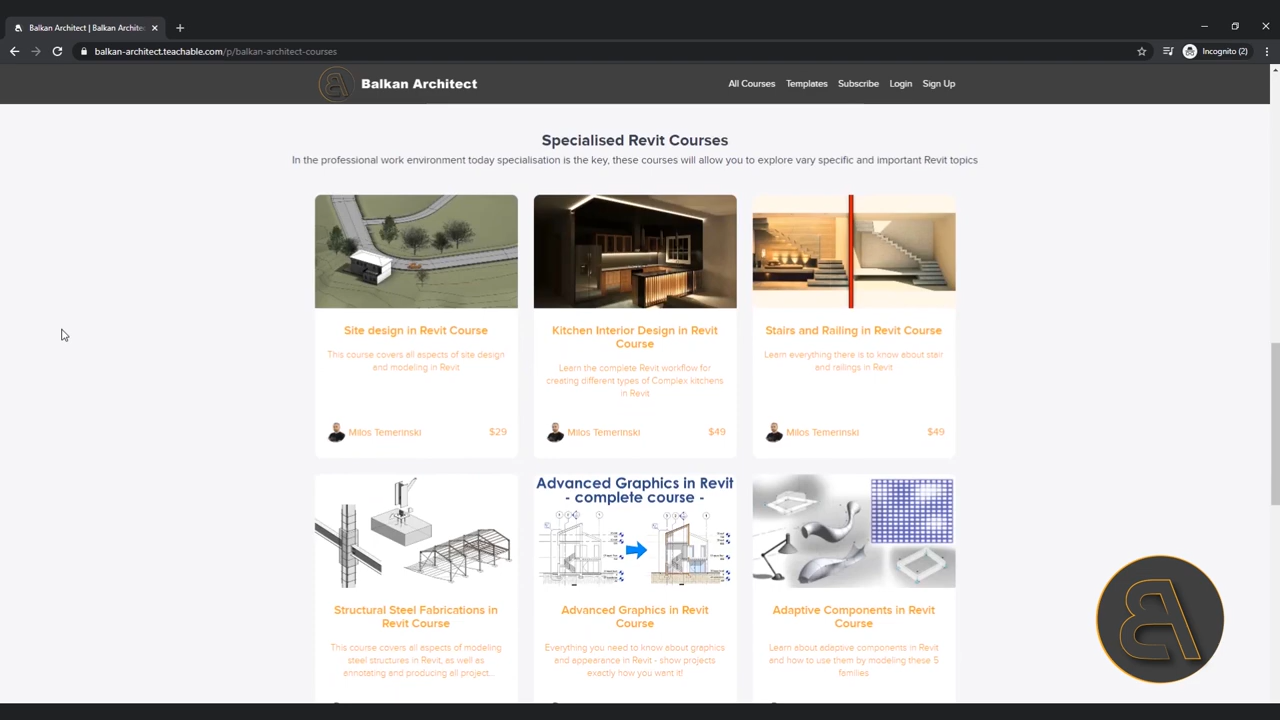 Balkan Architect | Balkan Archite
balkan-architect.teachable.com/p/balkan-architect-courses
Incognito (2)
Balkan Architect
All Courses
Templates
Subscribe
Login
Sign Up
Specialised Revit Courses
In the professional work environment today specialisation is the key, these courses will allow you to explore vary specific and important Revit topics
Site design in Revit Course
This course covers all aspects of site design
and modeling in Revit
Milos Temerinski
$29
Kitchen Interior Design in Revit
Course
Learn the complete Revit workflow for
creating different types of Complex kitchens
in Revit
Milos Temerinski
$49
Stairs and Railing in Revit Course
Learn everything there is to know about stair
and railings in Revit
Milos Temerinski
$49
Structural Steel Fabrications in
Revit Course
This course covers all aspects of modeling
steel structures in Revit, as well as
annotating and producing all project...
Advanced Graphics in Revit
- complete course -
Advanced Graphics in Revit
Course
Everything you need to know about graphics
and appearance in Revit - show projects
exactly how you want it!
Adaptive Components in Revit
Course
Learn about adaptive components in Revit
and how to use them by modeling these 5
families